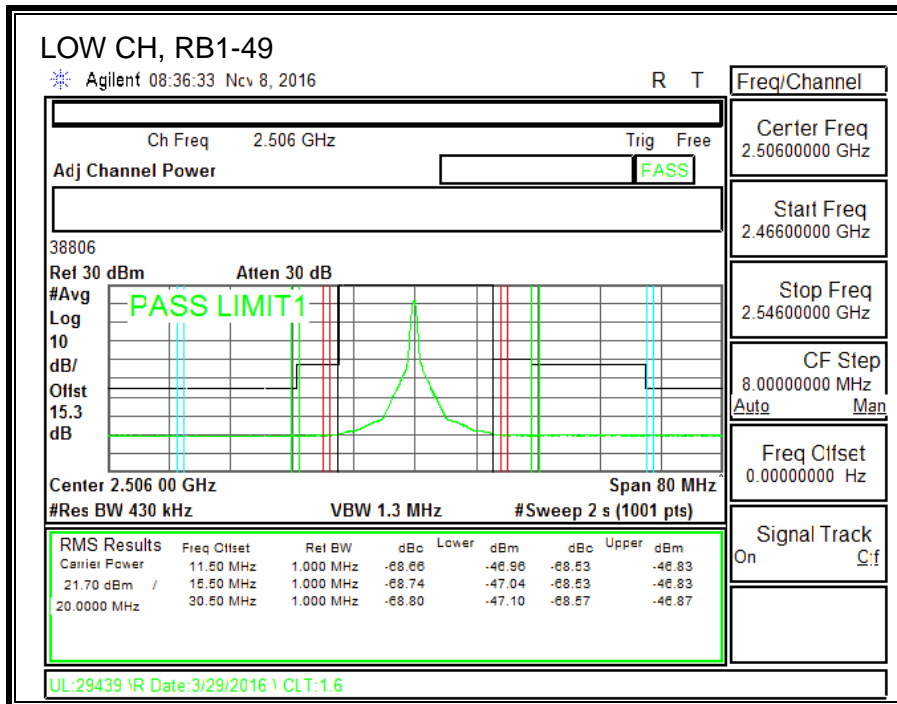 LOW CH, RB1-49
Agilent 08:36:33 Nov 8, 2016 R T
Freq/Channel
Ch Freq 2.506 GHz Trig Free
Adj Channel Power PASS
Center Freq
2.50600000 GHz
Start Freq
2.46600000 GHz
Stop Freq
2.54600000 GHz
CF Step
8.00000000 MHz
Auto Man
Freq Offset
0.00000000 Hz
Signal Track
On Off
38806
Ref 30 dBm Atten 30 dB
#Avg
Log
10
dB/
Offst
15.3
dB
PASS LIMIT1
Center 2.506 00 GHz Span 80 MHz
#Res BW 430 kHz VBW 1.3 MHz #Sweep 2 s (1001 pts)
RMS Results Freq Offset Ref BW dBc Lower dBm dBc Upper dBm
Carrier Power 11.50 MHz 1.000 MHz -68.66 -46.96 -68.53 -46.83
21.70 dBm / 15.50 MHz 1.000 MHz -68.74 -47.04 -68.53 -46.83
20.0000 MHz 30.50 MHz 1.000 MHz -68.80 -47.10 -68.57 -46.87
UL:29439 \R Date:3/29/2016 \ CLT:1.6